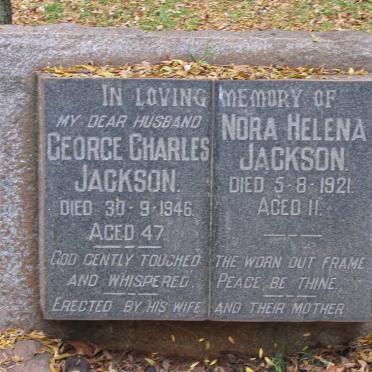 IN LOVING MEMORY OF
MY DEAR HUSBAND
GEORGE CHARLES
JACKSON.
DIED 30-9-1946.
AGED 47.
NORA HELENA
JACKSON.
DIED 5-8-1921.
AGED 11.
GOD GENTLY TOUCHED THE WORN OUT FRAME
AND WHISPERED PEACE BE THINE.
ERECTED BY HIS WIFE AND THEIR MOTHER